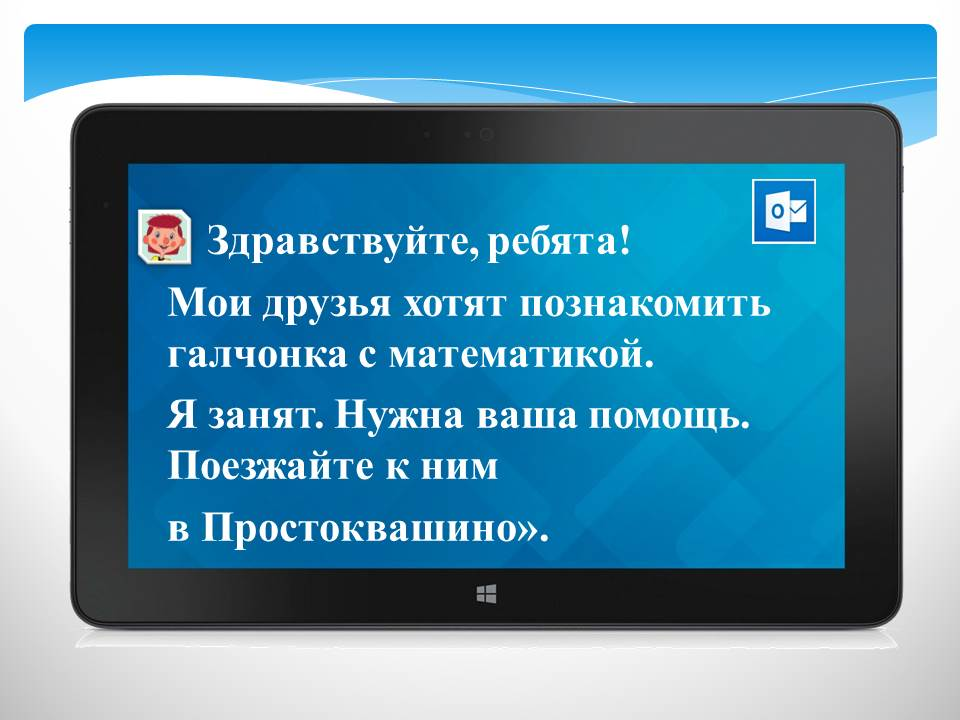 Здравствуйте, ребята!
Мои друзья хотят познакомить
галчонка с математикой.
Я занят. Нужна ваша помощь.
Поезжайте к ним
в Простоквашино».